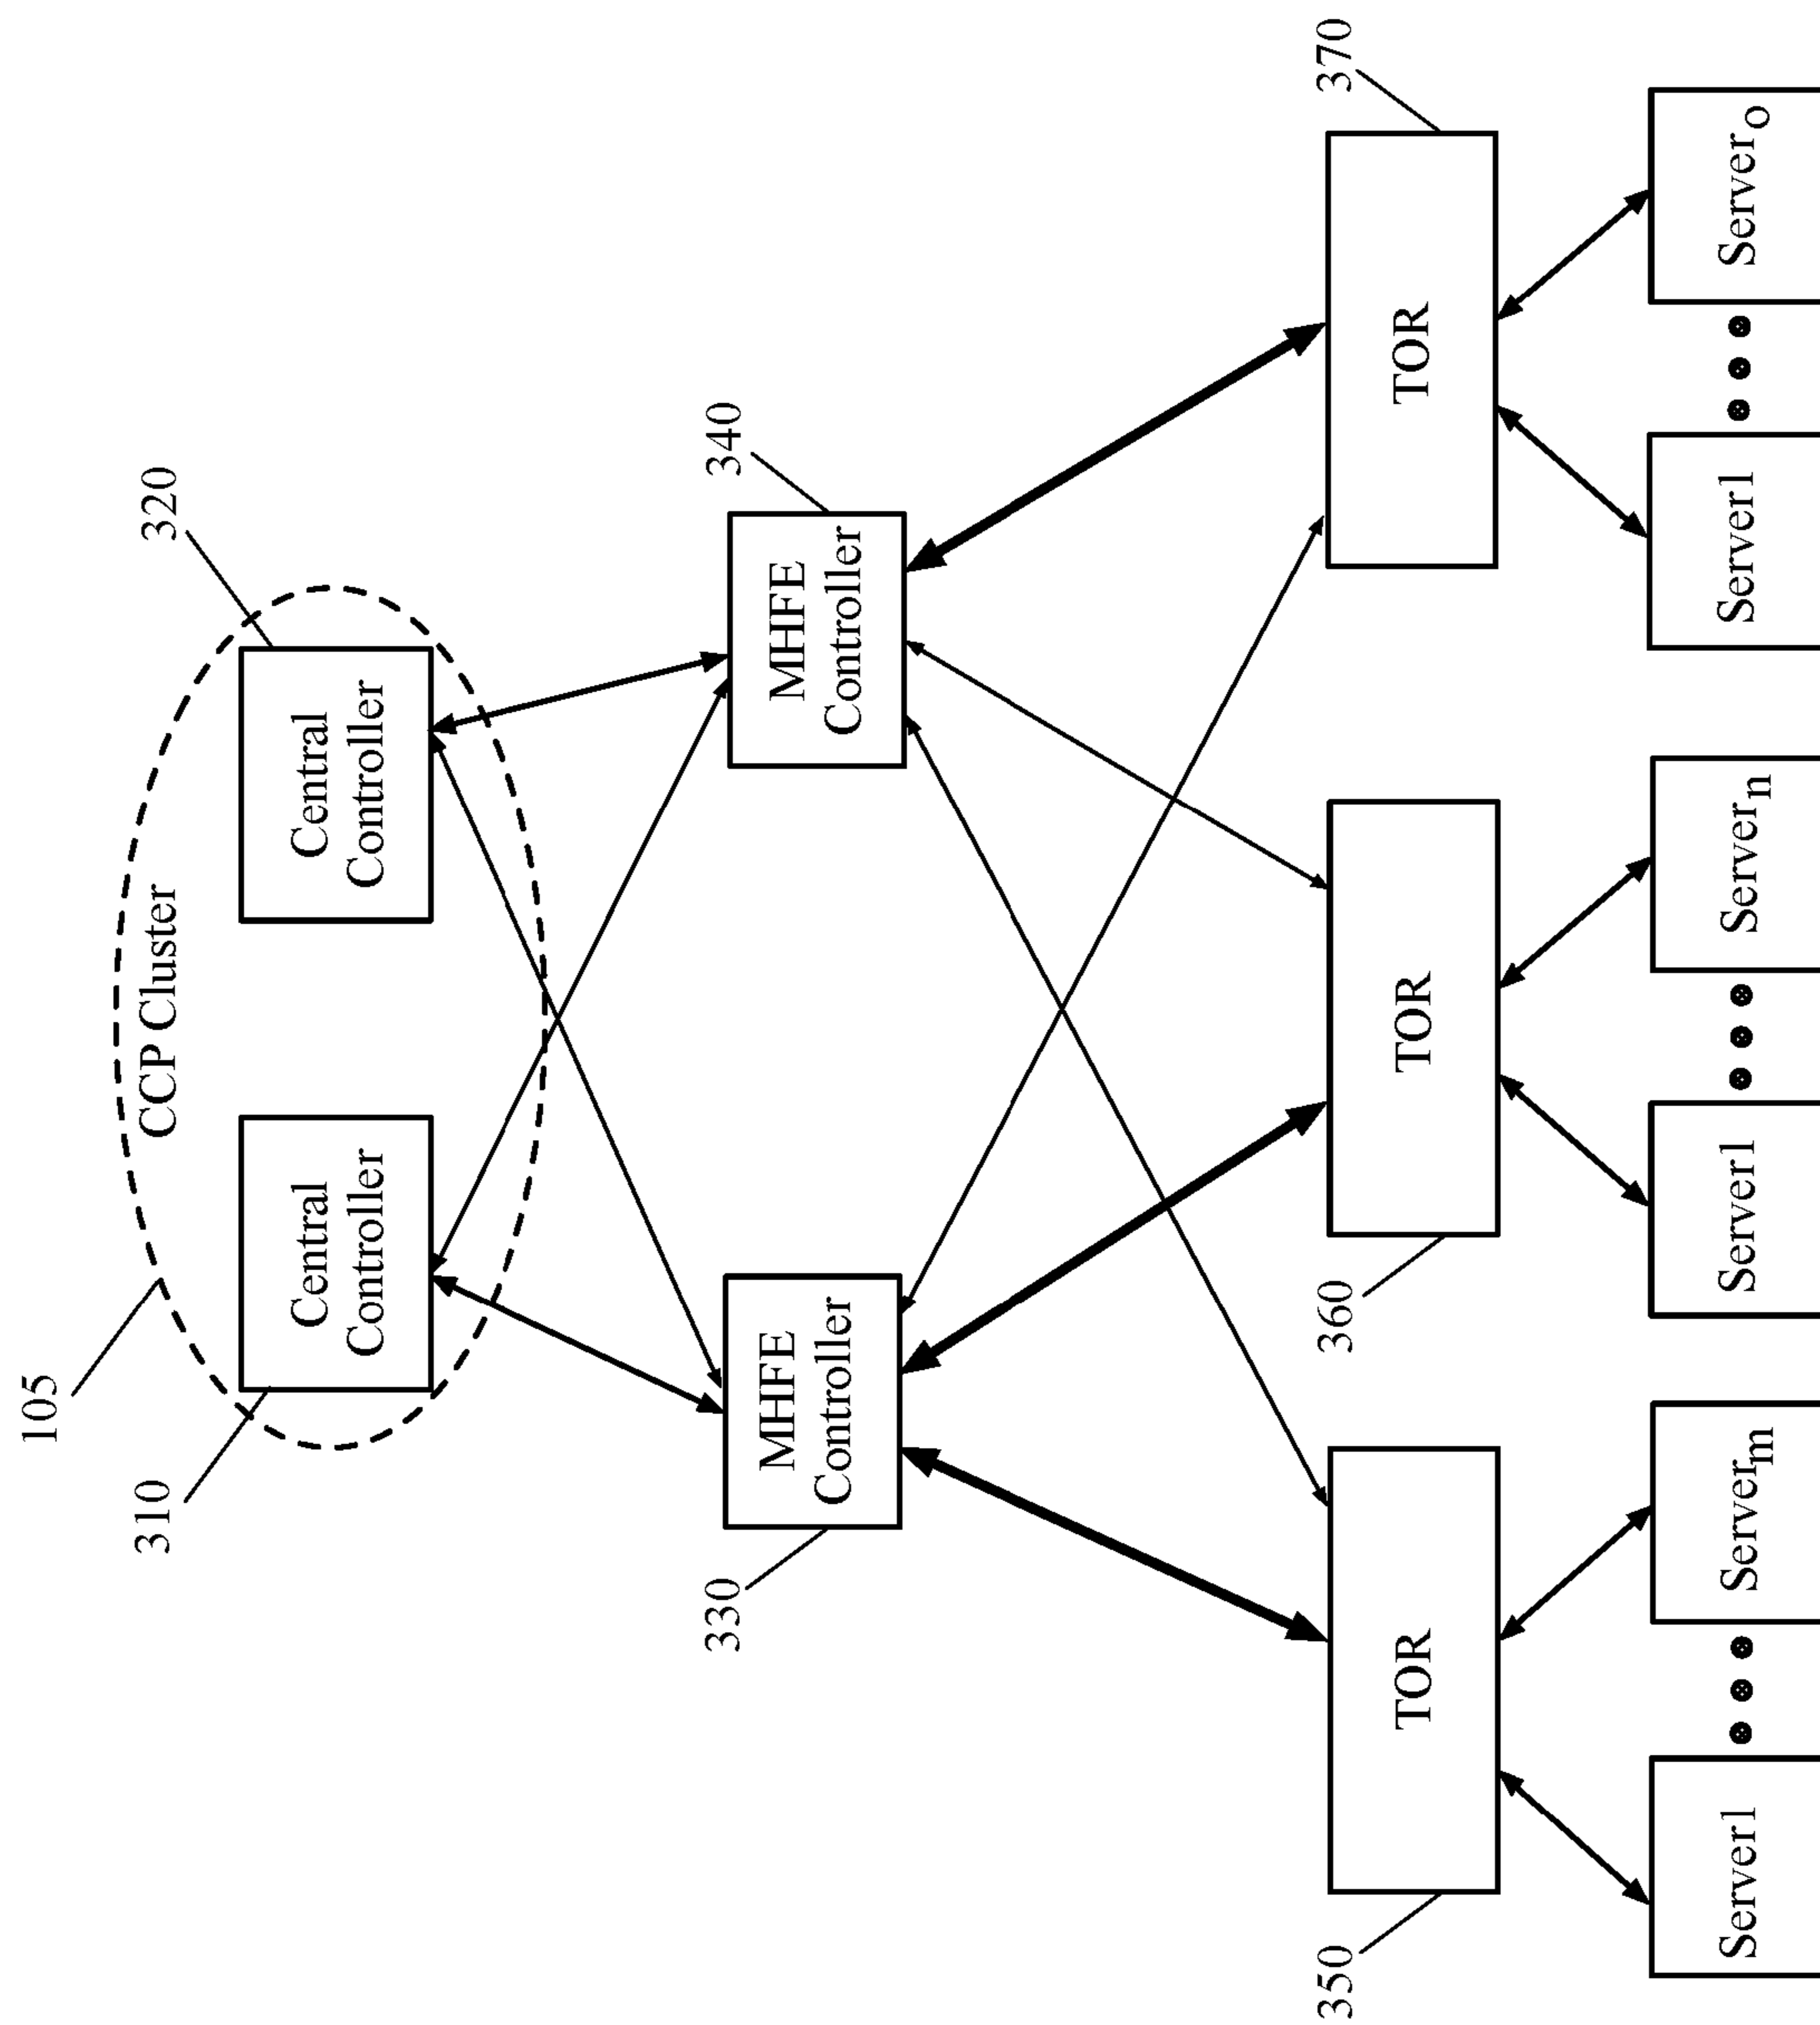 105
CCP Cluster
310
Central
Controller
Central
Controller
320
330
MHFE
Controller
MHFE
Controller
340
350
TOR
360
TOR
TOR
370
Server1
Serverm
Server1
Servern
Server1
Servero